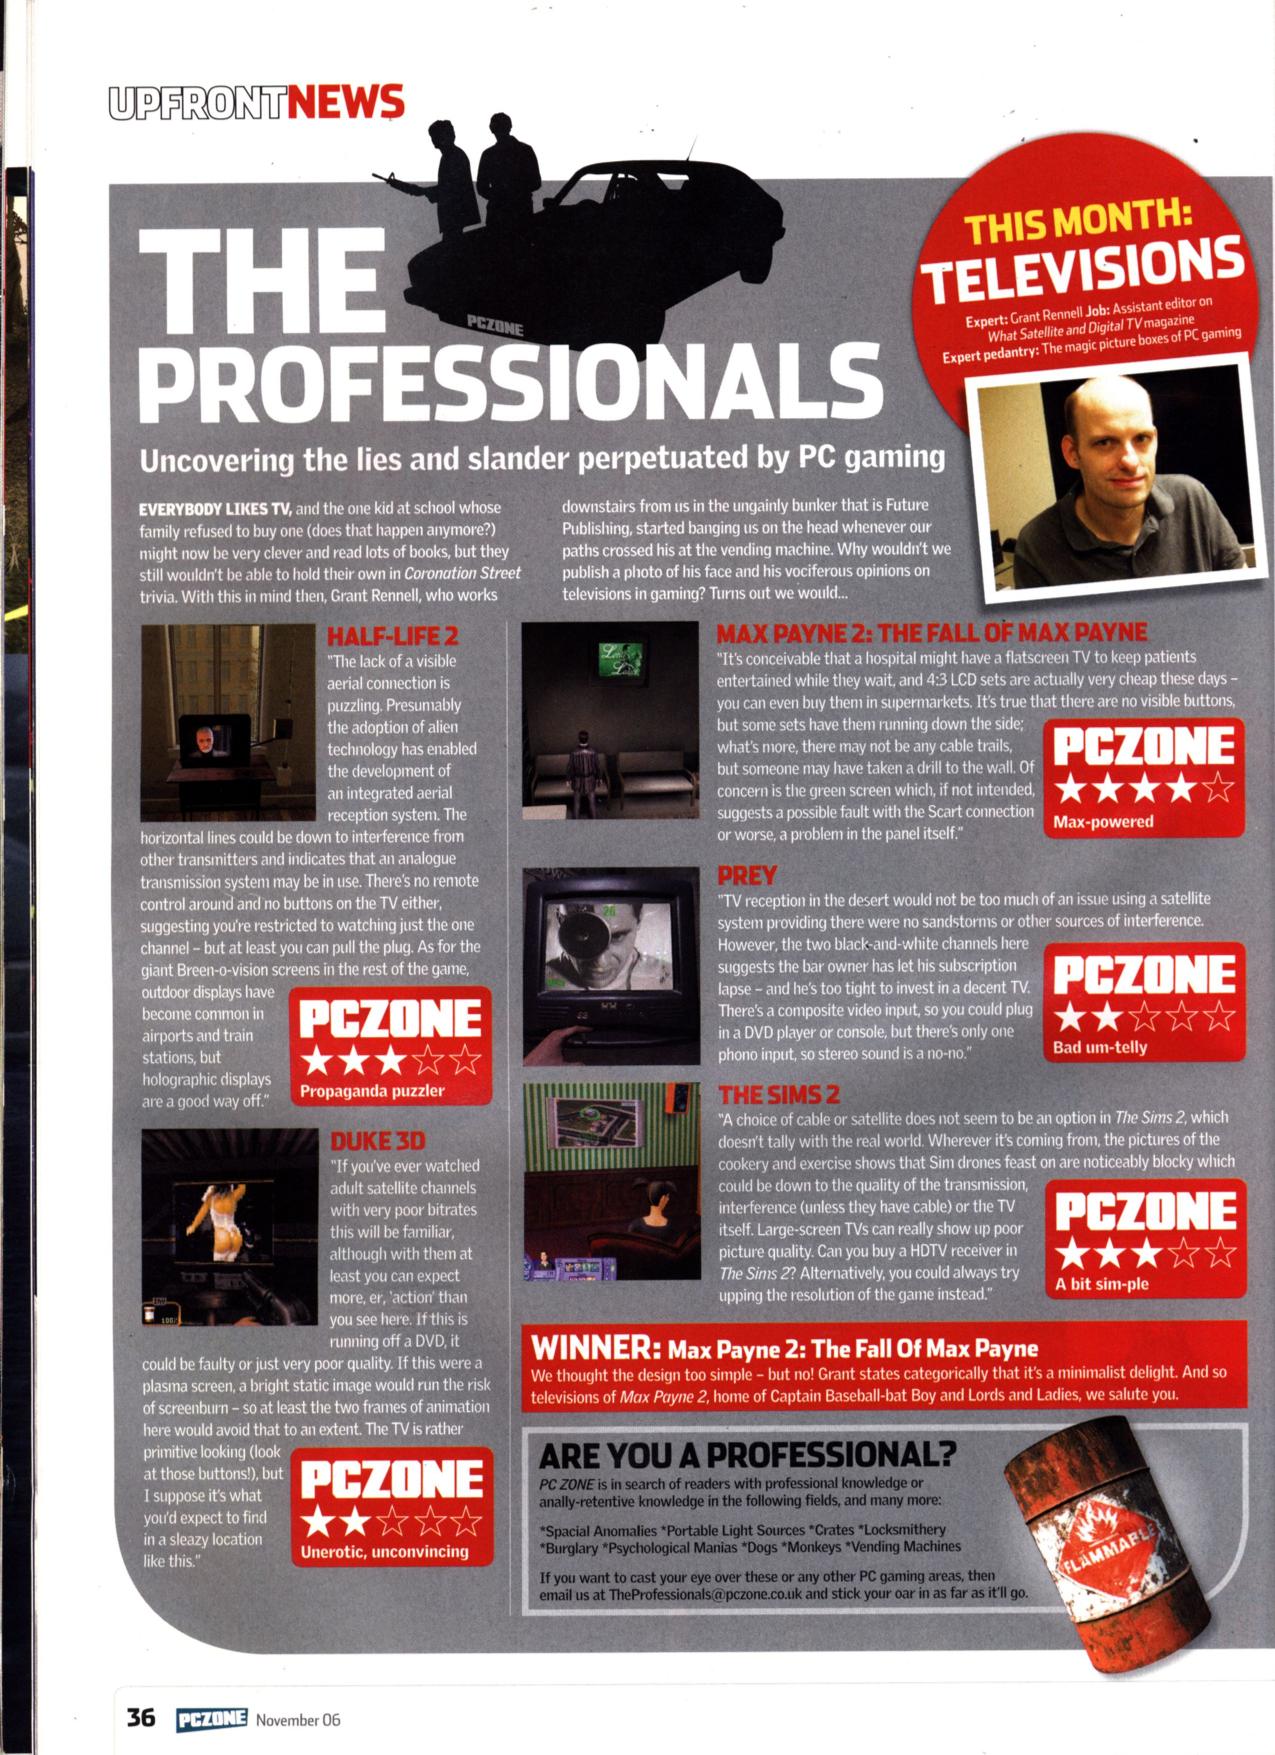 UPFRONTNEWS
THE
PROFESSIONALS
PCZONE
Uncovering the lies and slander perpetuated by PC gaming
THIS MONTH:
TELEVISIONS
Expert: Grant Rennell Job: Assistant editor on
What Satellite and Digital TV magazine
Expert pedantry: The magic picture boxes of PC gaming
EVERYBODY LIKES TV, and the one kid at school whose
family refused to buy one (does that happen anymore?)
might now be very clever and read lots of books, but they
still wouldn't be able to hold their own in Coronation Street
trivia. With this in mind then, Grant Rennell, who works
downstairs from us in the ungainly bunker that is Future
Publishing, started banging us on the head whenever our
paths crossed his at the vending machine. Why wouldn't we
publish a photo of his face and his vociferous opinions on
televisions in gaming? Turns out we would...
HALF-LIFE 2
"The lack of a visible
aerial connection is
puzzling. Presumably
the adoption of alien
technology has enabled
the development of
an integrated aerial
reception system. The
horizontal lines could be down to interference from
other transmitters and indicates that an analogue
transmission system may be in use. There's no remote
control around and no buttons on the TV either,
suggesting you're restricted to watching just the one
channel – but at least you can pull the plug. As for the
giant Breen-o-vision screens in the rest of the game,
outdoor displays have
become common in
airports and train
stations, but
holographic displays
are a good way off."
PCZONE
Propaganda puzzler
DUKE 3D
"If you've ever watched
adult satellite channels
with very poor bitrates
this will be familiar,
although with them at
least you can expect
more, er, 'action' than
you see here. If this is
running off a DVD, it
could be faulty or just very poor quality. If this were a
plasma screen, a bright static image would run the risk
of screenburn – so at least the two frames of animation
here would avoid that to an extent. The TV is rather
primitive looking (look
at those buttons!), but
I suppose it's what
you'd expect to find
in a sleazy location
like this."
PCZONE
Unerotic, unconvincing
MAX PAYNE 2: THE FALL OF MAX PAYNE
"It's conceivable that a hospital might have a flatscreen TV to keep patients
entertained while they wait, and 4:3 LCD sets are actually very cheap these days –
you can even buy them in supermarkets. It's true that there are no visible buttons,
but some sets have them running down the side;
what's more, there may not be any cable trails,
but someone may have taken a drill to the wall. Of
concern is the green screen which, if not intended,
suggests a possible fault with the Scart connection
or worse, a problem in the panel itself."
PCZONE
Max-powered
PREY
"TV reception in the desert would not be too much of an issue using a satellite
system providing there were no sandstorms or other sources of interference.
However, the two black-and-white channels here
suggests the bar owner has let his subscription
lapse – and he's too tight to invest in a decent TV.
There's a composite video input, so you could plug
in a DVD player or console, but there's only one
phono input, so stereo sound is a no-no."
PCZONE
Bad um-telly
THE SIMS 2
"A choice of cable or satellite does not seem to be an option in The Sims 2, which
doesn't tally with the real world. Wherever it's coming from, the pictures of the
cookery and exercise shows that Sim drones feast on are noticeably blocky which
could be down to the quality of the transmission,
interference (unless they have cable) or the TV
itself. Large-screen TVs can really show up poor
picture quality. Can you buy a HDTV receiver in
The Sims 2? Alternatively, you could always try
upping the resolution of the game instead."
PCZONE
A bit sim-ple
WINNER: Max Payne 2: The Fall Of Max Payne
We thought the design too simple – but no! Grant states categorically that it's a minimalist delight. And so
televisions of Max Payne 2, home of Captain Baseball-bat Boy and Lords and Ladies, we salute you.
ARE YOU A PROFESSIONAL?
PC ZONE is in search of readers with professional knowledge or
anally-retentive knowledge in the following fields, and many more:
*Spacial Anomalies *Portable Light Sources *Crates *Locksmithery
*Burglary *Psychological Manias *Dogs *Monkeys *Vending Machines
If you want to cast your eye over these or any other PC gaming areas, then
email us at TheProfessionals@pczone.co.uk and stick your oar in as far as it'll go.
FLAMMABLE
36 PCZONE November 06